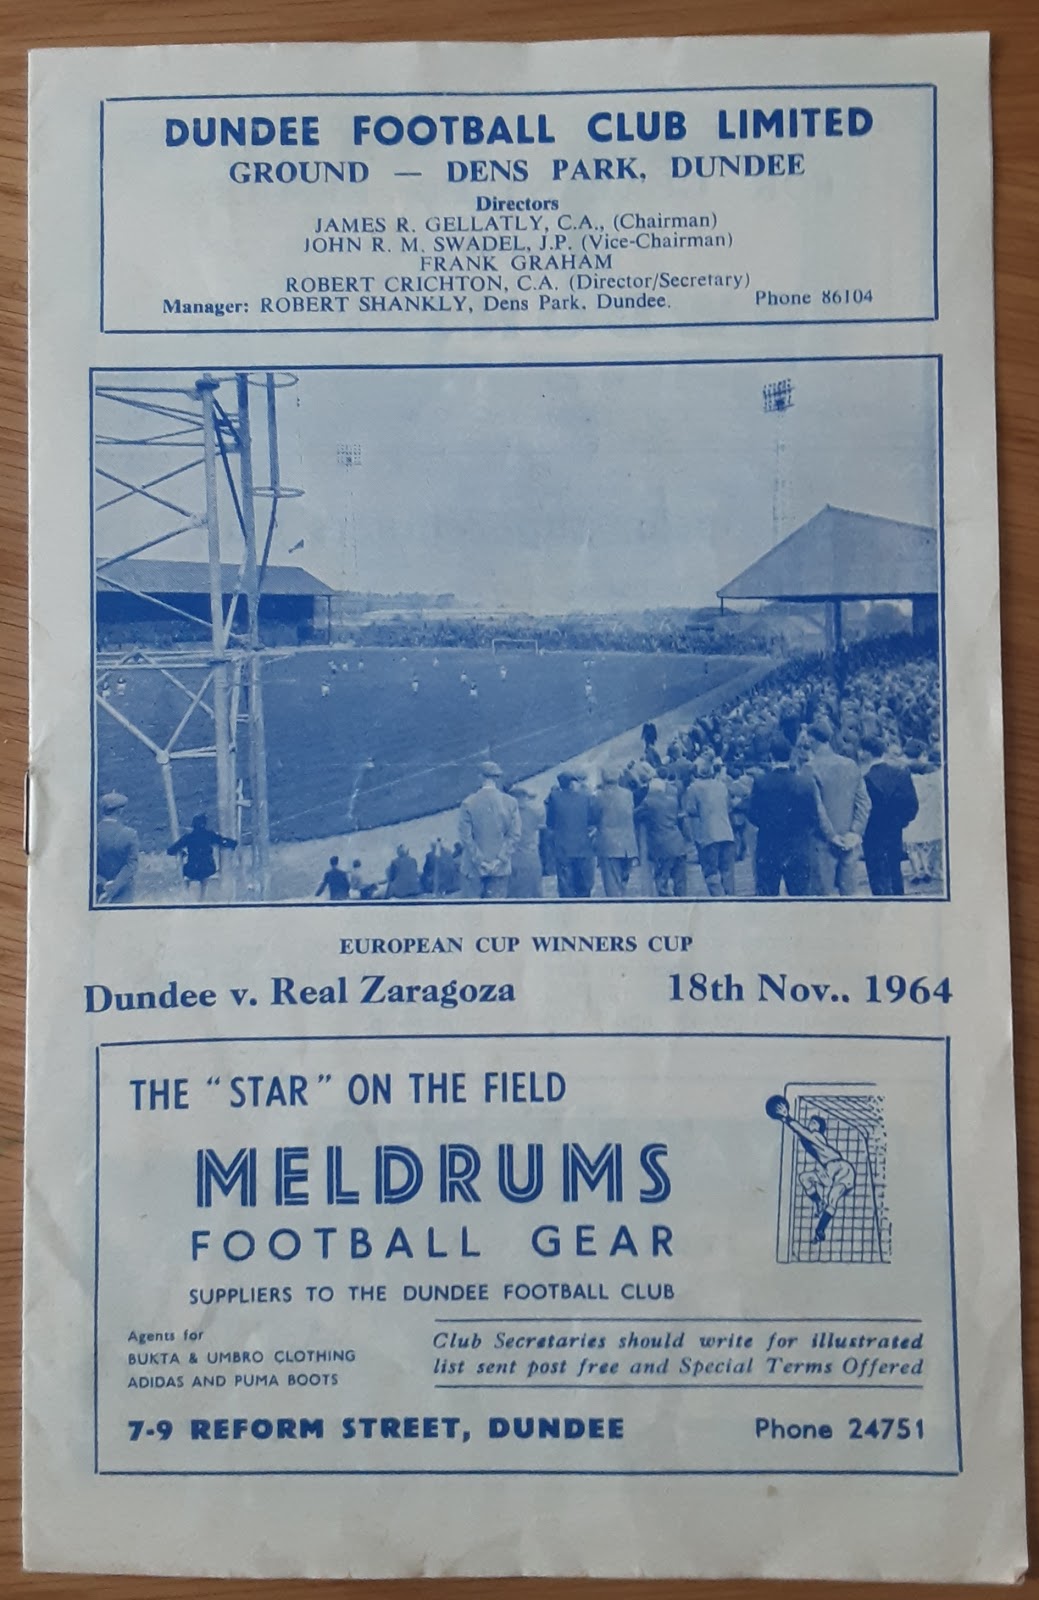 DUNDEE FOOTBALL CLUB LIMITED
GROUND — DENS PARK, DUNDEE
Directors
JAMES R. GELLATLY, C.A., (Chairman)
JOHN R. M. SWADEL, J.P. (Vice-Chairman)
FRANK GRAHAM
ROBERT CRICHTON, C.A. (Director/Secretary)
Manager: ROBERT SHANKLY, Dens Park. Dundee. Phone 86104
EUROPEAN CUP WINNERS CUP
Dundee v. Real Zaragoza 18th Nov.. 1964
THE "STAR" ON THE FIELD
MELDRUMS
FOOTBALL GEAR
SUPPLIERS TO THE DUNDEE FOOTBALL CLUB
Agents for
BUKTA & UMBRO CLOTHING
ADIDAS AND PUMA BOOTS
Club Secretaries should write for illustrated
list sent post free and Special Terms Offered
7-9 REFORM STREET, DUNDEE Phone 24751